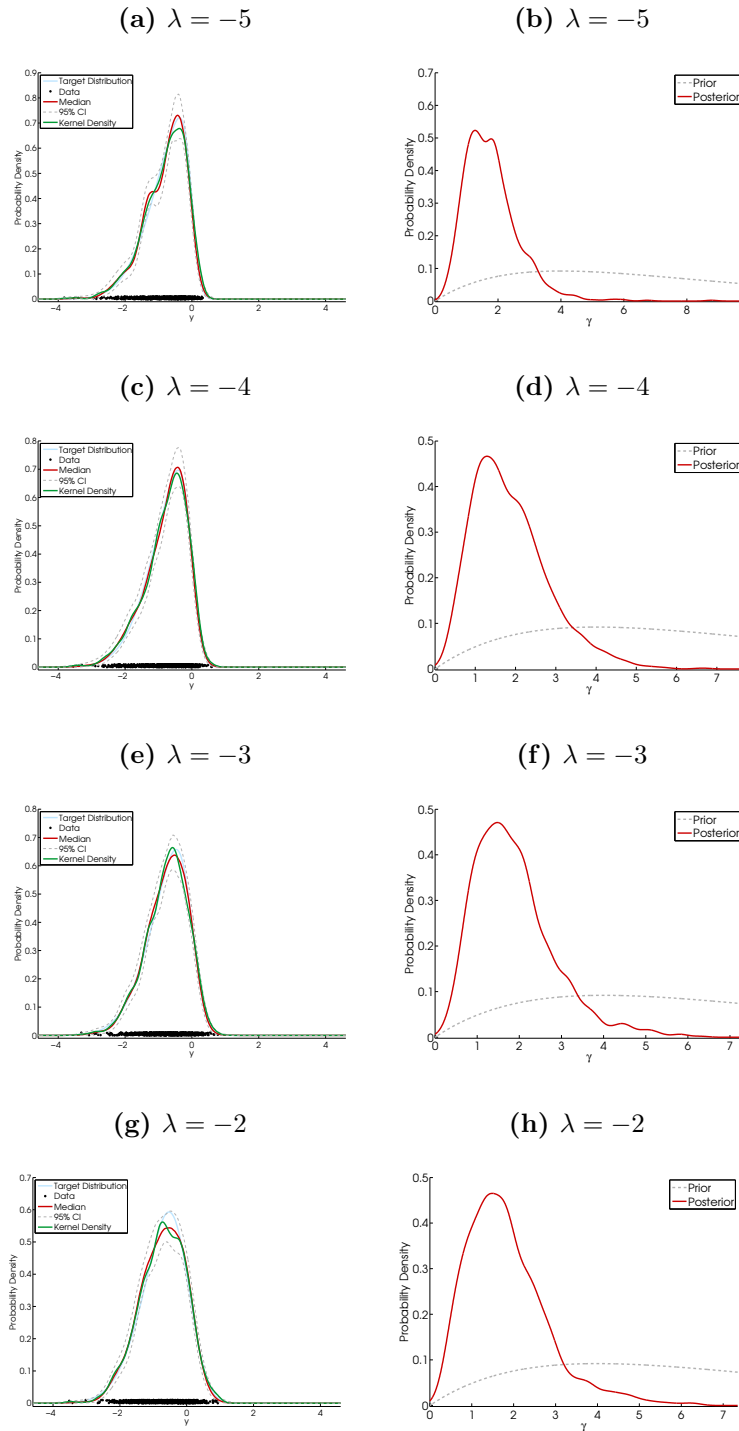 (a) λ = −5
0.9
0.8
0.7
0.6
0.5
0.4
0.3
0.2
0.1
0
Probability Density
−4 −2 0 2 4
y
Target Distribution
Data
Median
95% CI
Kernel Density
(b) λ = −5
0.7
0.6
0.5
0.4
0.3
0.2
0.1
0
Probability Density
0 2 4 6 8
γ
Prior
Posterior
(c) λ = −4
0.8
0.7
0.6
0.5
0.4
0.3
0.2
0.1
0
Probability Density
−4 −2 0 2 4
y
Target Distribution
Data
Median
95% CI
Kernel Density
(d) λ = −4
0.5
0.4
0.3
0.2
0.1
0
Probability Density
0 1 2 3 4 5 6 7
γ
Prior
Posterior
(e) λ = −3
0.8
0.7
0.6
0.5
0.4
0.3
0.2
0.1
0
Probability Density
−4 −2 0 2 4
y
Target Distribution
Data
Median
95% CI
Kernel Density
(f) λ = −3
0.5
0.4
0.3
0.2
0.1
0
Probability Density
0 1 2 3 4 5 6 7
γ
Prior
Posterior
(g) λ = −2
0.7
0.6
0.5
0.4
0.3
0.2
0.1
0
Probability Density
−4 −2 0 2 4
y
Target Distribution
Data
Median
95% CI
Kernel Density
(h) λ = −2
0.5
0.4
0.3
0.2
0.1
0
Probability Density
0 1 2 3 4 5 6 7
γ
Prior
Posterior